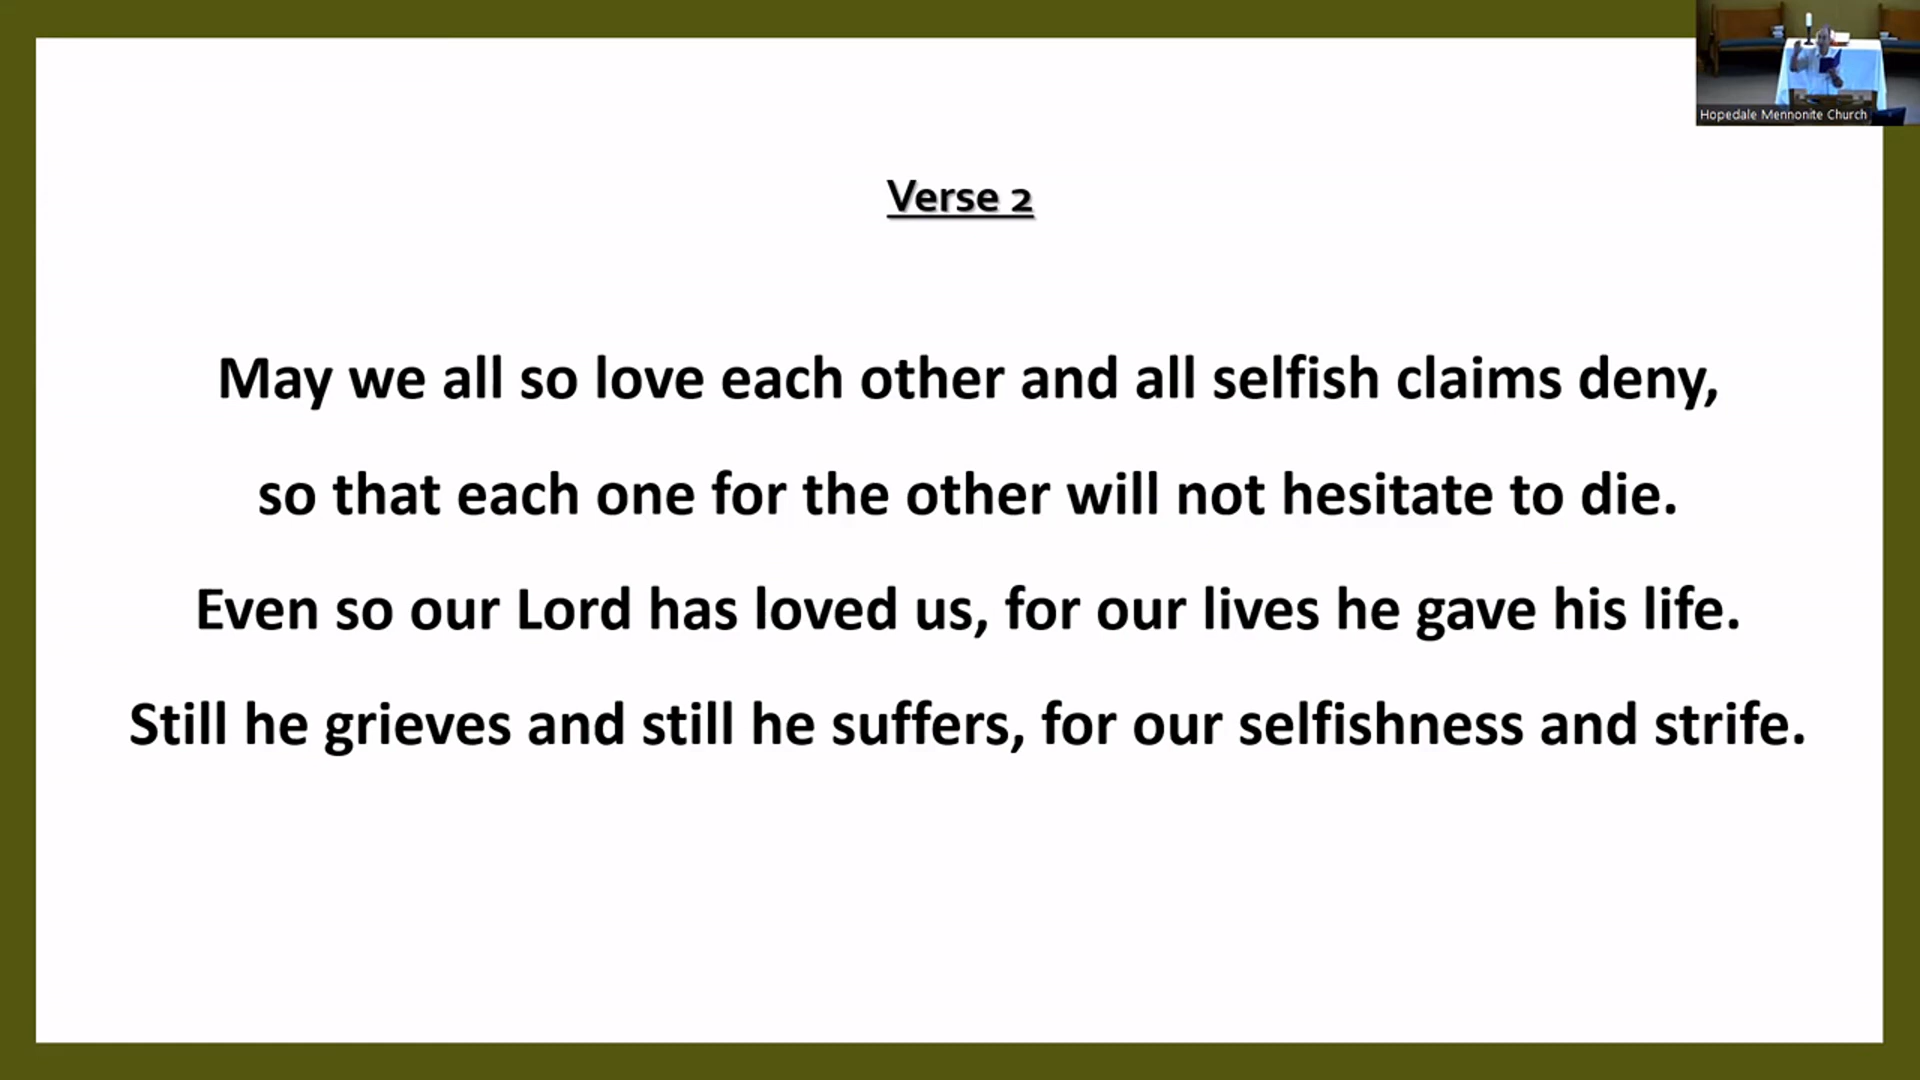 Hopedale Mennonite Church
Verse 2
May we all so love each other and all selfish claims deny,
so that each one for the other will not hesitate to die.
Even so our Lord has loved us, for our lives he gave his life.
Still he grieves and still he suffers, for our selfishness and strife.